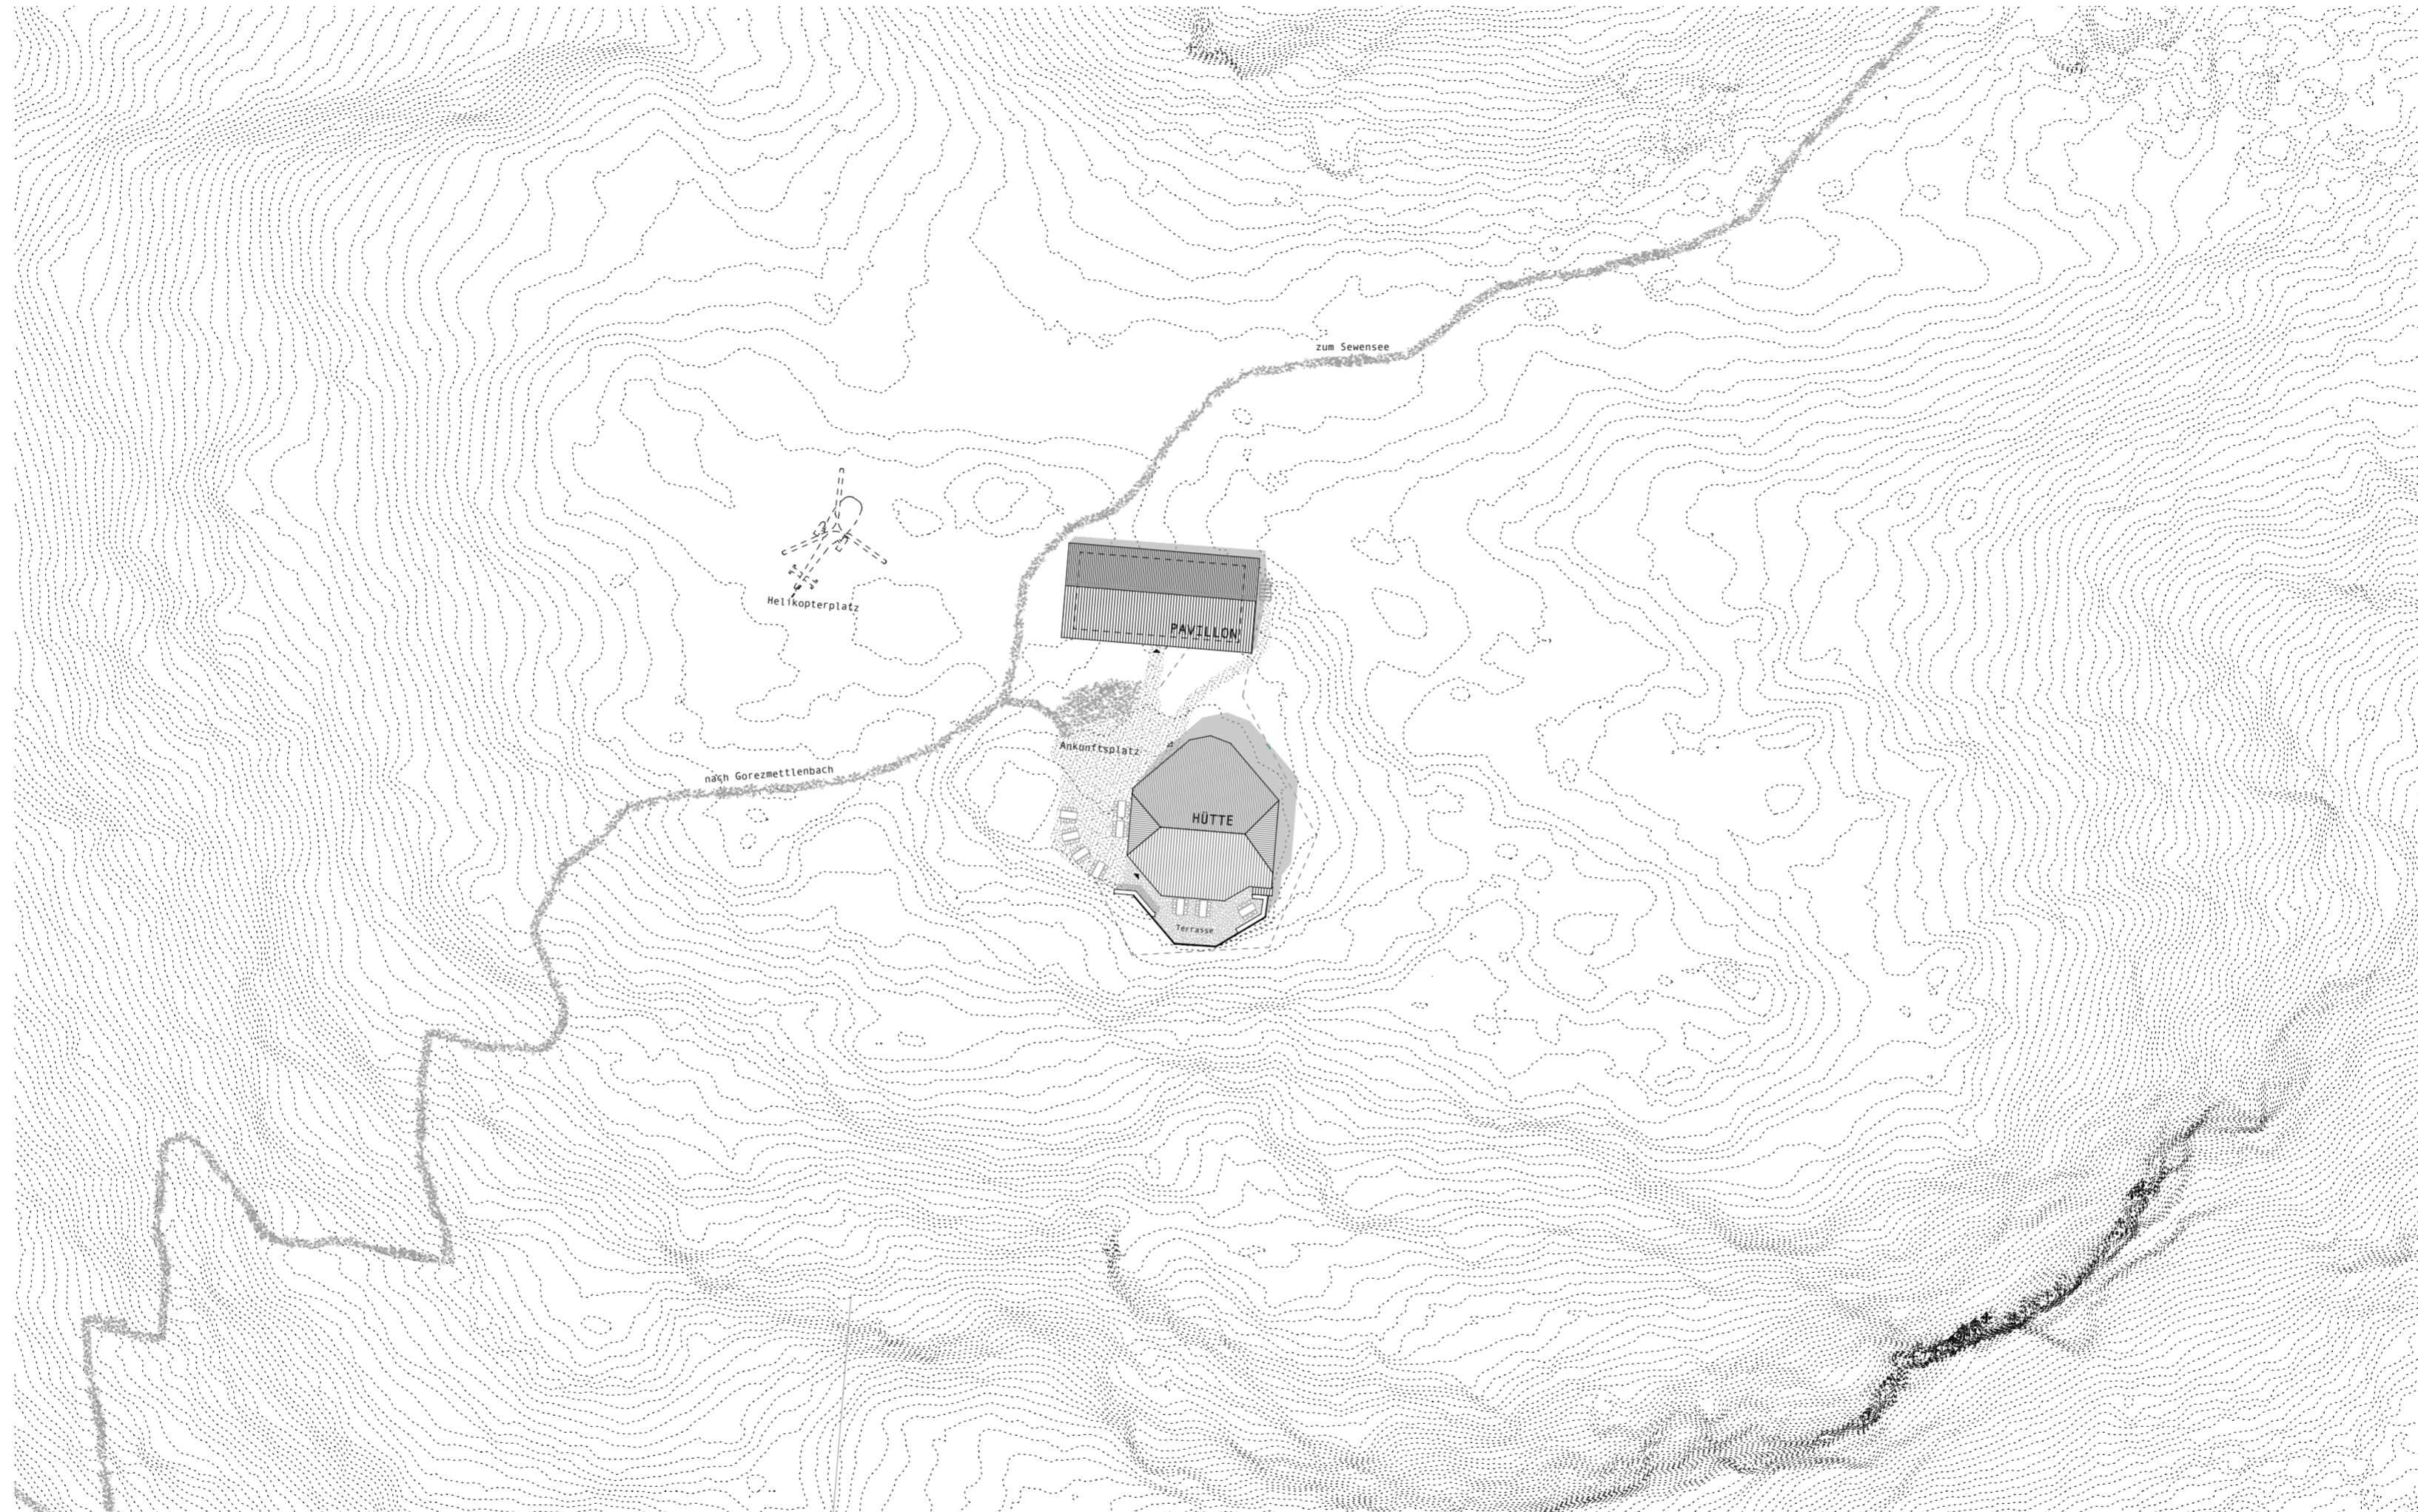 zum Sewensee
Helikopterplatz
PAVILLON
Ankunftsplatz
nach Gorezmettlenbach
HÜTTE
Terrasse